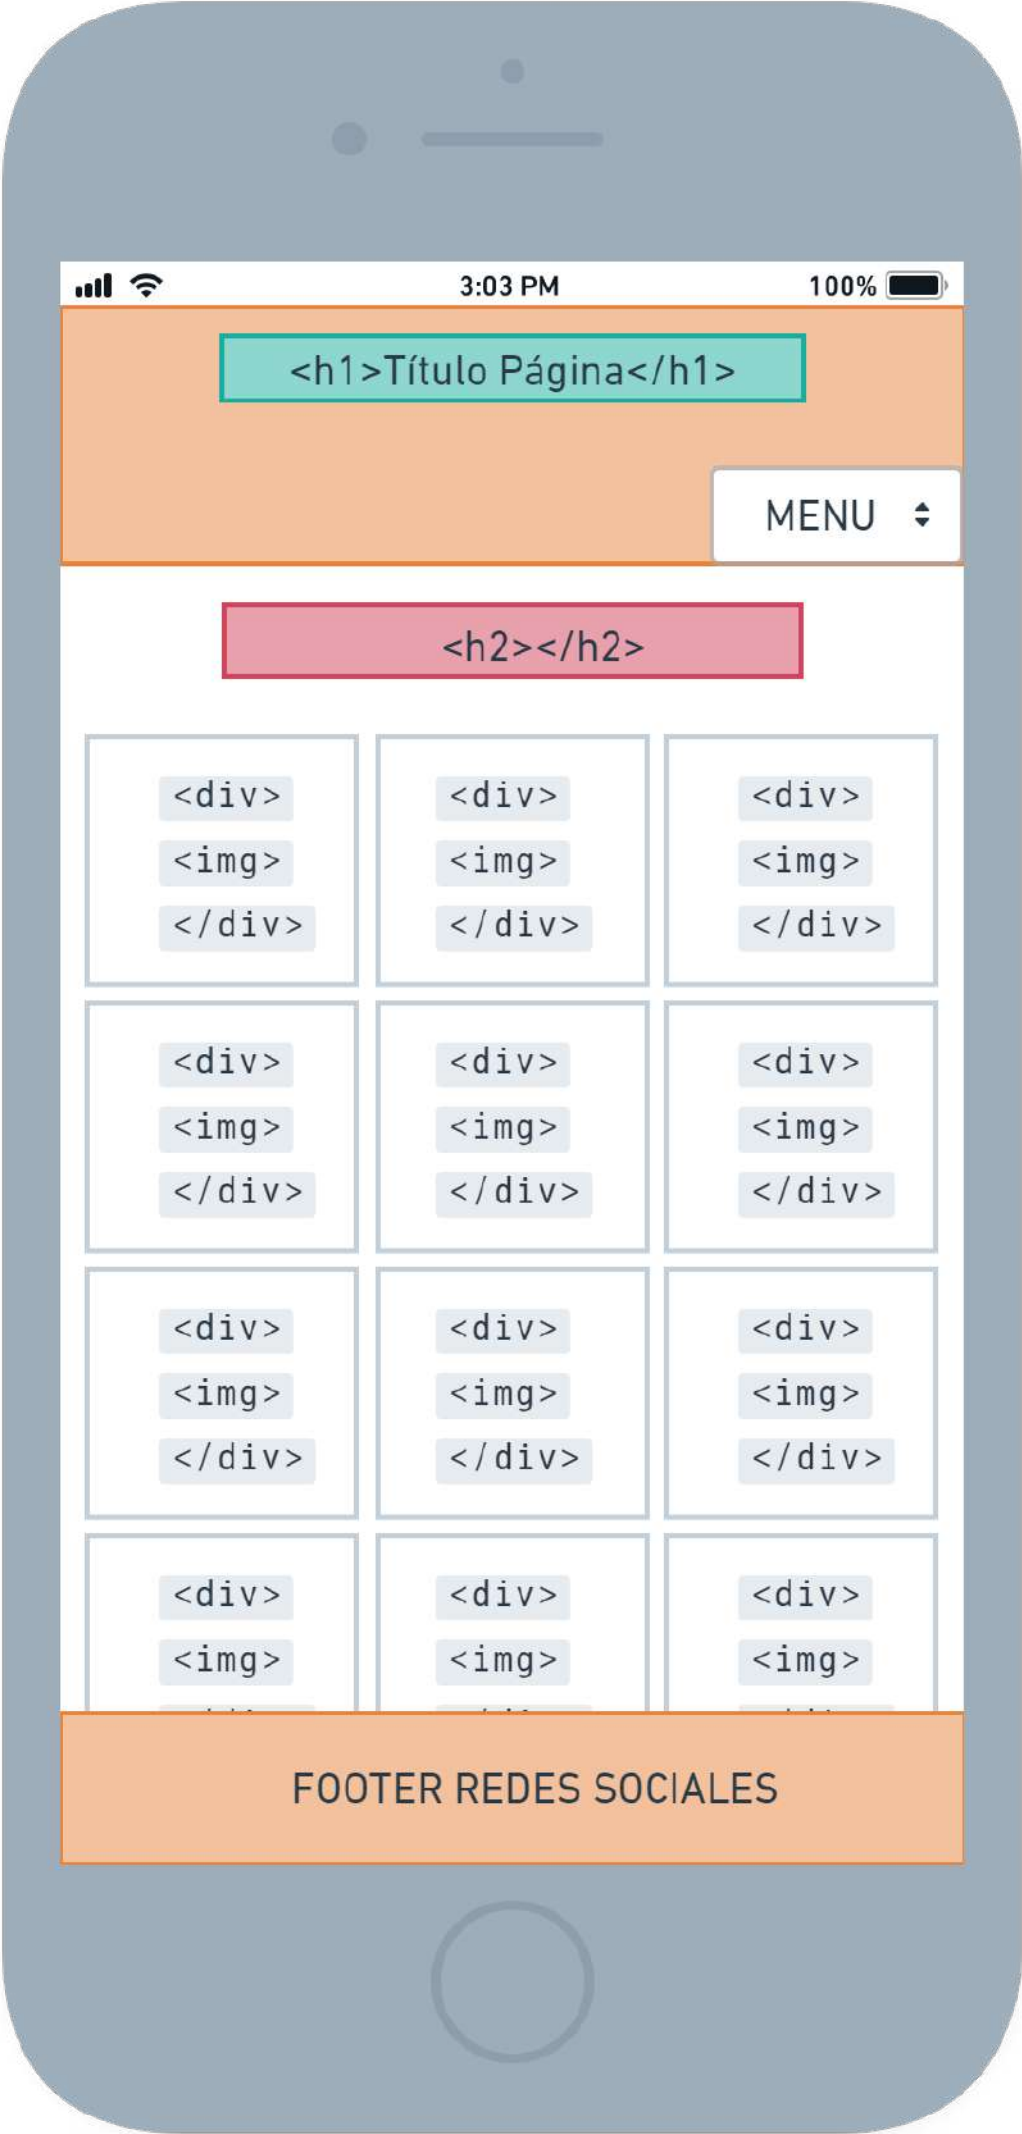 3:03 PM 100%
<h1>Título Página</h1>
MENU
<h2></h2>
<div> <div> <div>
<img> <img> <img>
</div> </div> </div>
<div> <div> <div>
<img> <img> <img>
</div> </div> </div>
<div> <div> <div>
<img> <img> <img>
</div> </div> </div>
<div> <div> <div>
<img> <img> <img>
FOOTER REDES SOCIALES